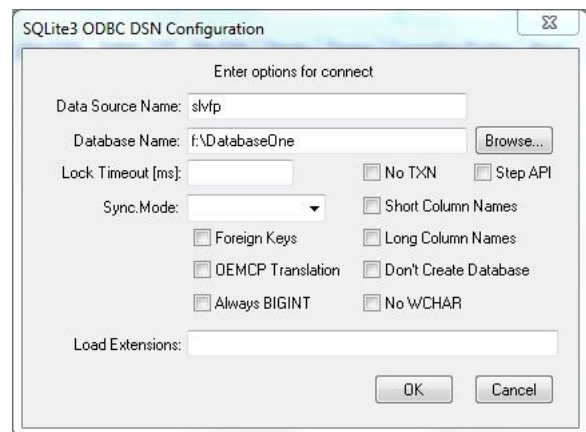 SQLite3 ODBC DSN Configuration
Enter options for connect
Data Source Name: slvfp
Database Name: f:\DatabaseOne Browse...
Lock Timeout [ms]: No TXN Step API
Sync.Mode: Short Column Names
Foreign Keys Long Column Names
OEMCP Translation Don't Create Database
Always BIGINT No WCHAR
Load Extensions:
OK Cancel